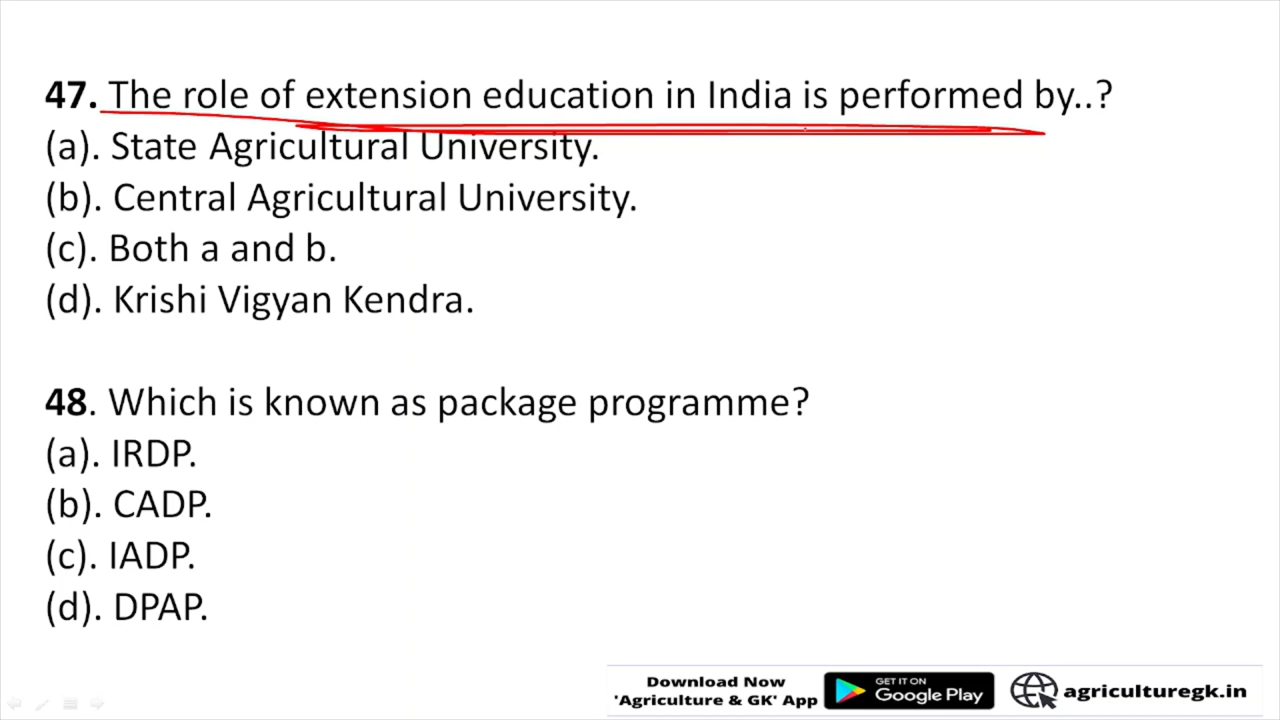 47. The role of extension education in India is performed by..?
(a). State Agricultural University.
(b). Central Agricultural University.
(c). Both a and b.
(d). Krishi Vigyan Kendra.
48. Which is known as package programme?
(a). IRDP.
(b). CADP.
(c). IADP.
(d). DPAP.
Download Now
'Agriculture & GK' App
GET IT ON
Google Play
agriculturegk.in